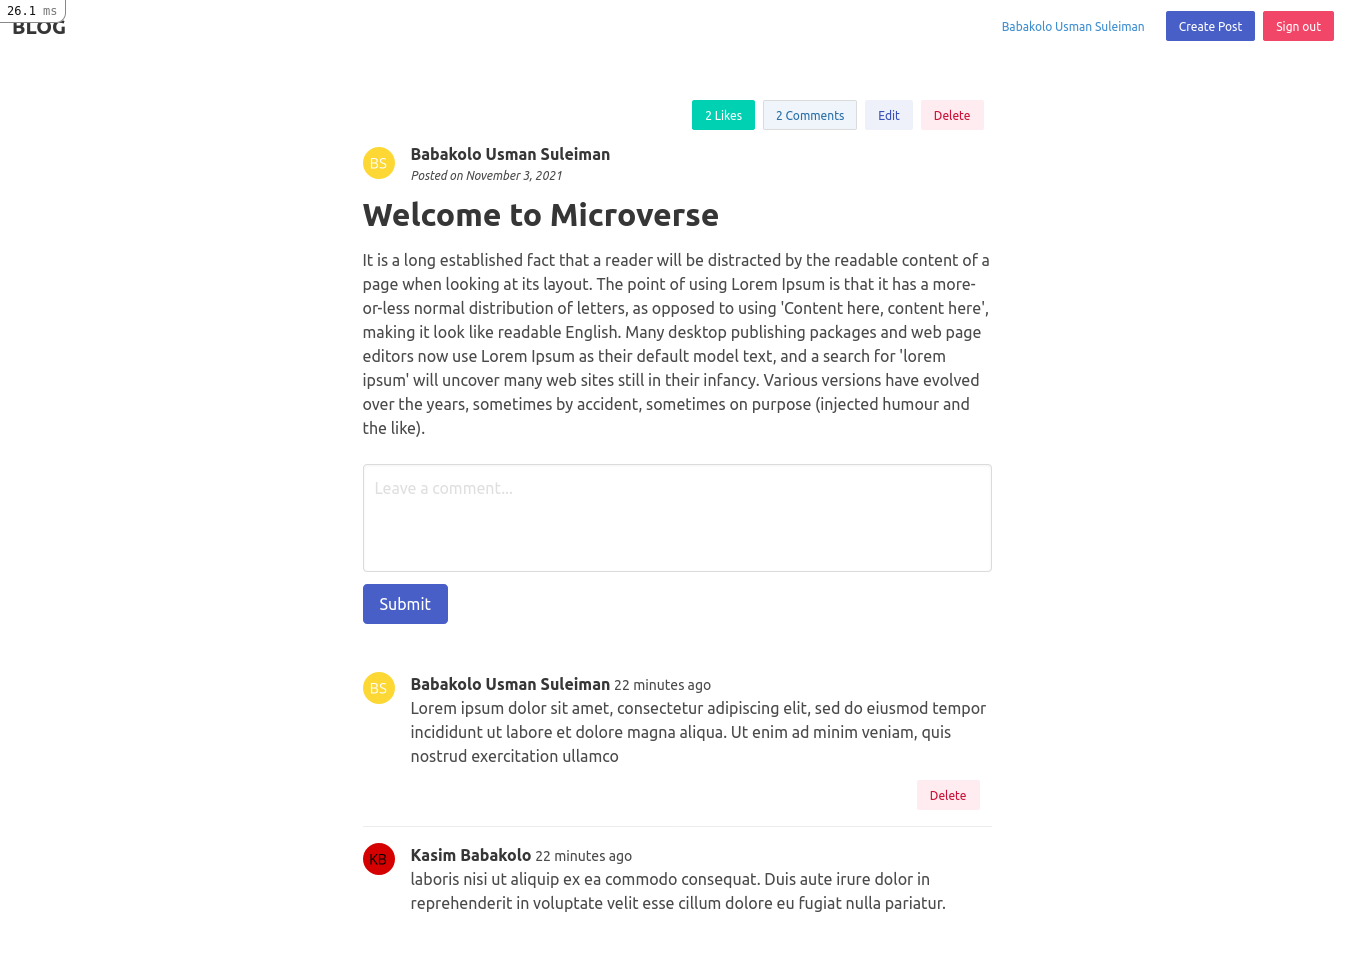 26.1 ms
BLOG
Babakolo Usman Suleiman
Create Post
Sign out
2 Likes
2 Comments
Edit
Delete
BS
Babakolo Usman Suleiman
Posted on November 3, 2021
Welcome to Microverse
It is a long established fact that a reader will be distracted by the readable content of a
page when looking at its layout. The point of using Lorem Ipsum is that it has a more-
or-less normal distribution of letters, as opposed to using 'Content here, content here',
making it look like readable English. Many desktop publishing packages and web page
editors now use Lorem Ipsum as their default model text, and a search for 'lorem
ipsum' will uncover many web sites still in their infancy. Various versions have evolved
over the years, sometimes by accident, sometimes on purpose (injected humour and
the like).
Leave a comment...
Submit
BS
Babakolo Usman Suleiman 22 minutes ago
Lorem ipsum dolor sit amet, consectetur adipiscing elit, sed do eiusmod tempor
incididunt ut labore et dolore magna aliqua. Ut enim ad minim veniam, quis
nostrud exercitation ullamco
Delete
KB
Kasim Babakolo 22 minutes ago
laboris nisi ut aliquip ex ea commodo consequat. Duis aute irure dolor in
reprehenderit in voluptate velit esse cillum dolore eu fugiat nulla pariatur.